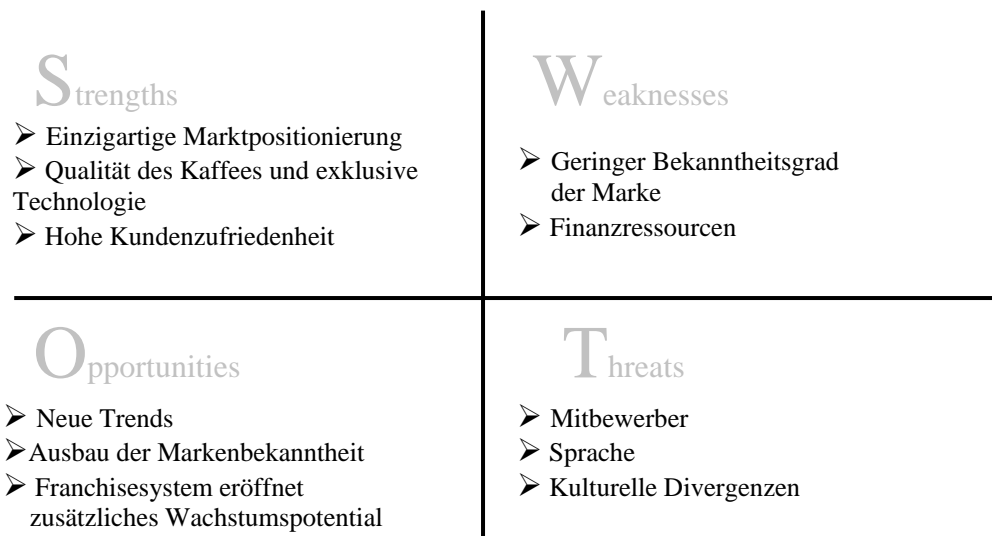 Strengths
➢ Einzigartige Marktpositionierung
➢ Qualität des Kaffees und exklusive
Technologie
➢ Hohe Kundenzufriedenheit
Weaknesses
➢ Geringer Bekanntheitsgrad
der Marke
➢ Finanzressourcen
Opportunities
➢ Neue Trends
➢Ausbau der Markenbekanntheit
➢ Franchisesystem eröffnet
zusätzliches Wachstumspotential
Threats
➢ Mitbewerber
➢ Sprache
➢ Kulturelle Divergenzen